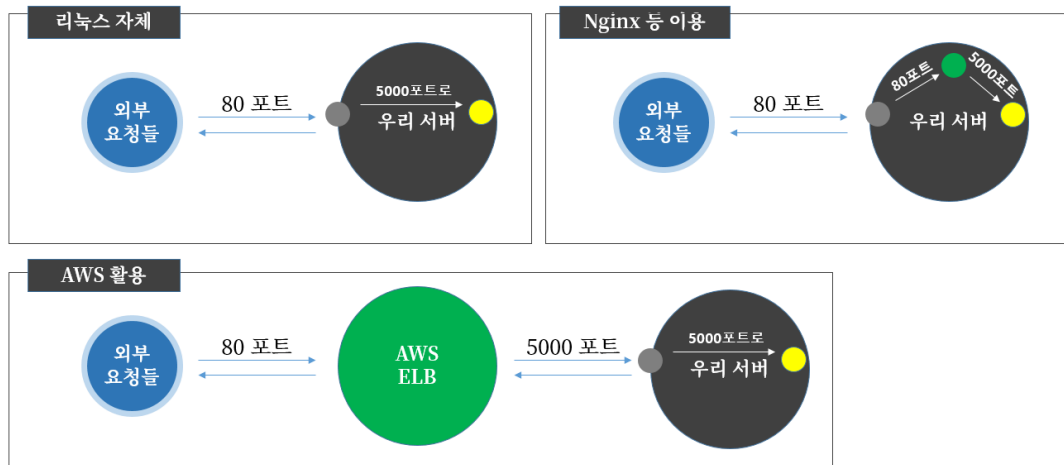 리눅스 자체
외부
요청들
80 포트
5000포트로
우리 서버
Nginx 등 이용
외부
요청들
80 포트
80포트
5000포트
우리 서버
AWS 활용
외부
요청들
80 포트
AWS
ELB
5000 포트
5000포트로
우리 서버